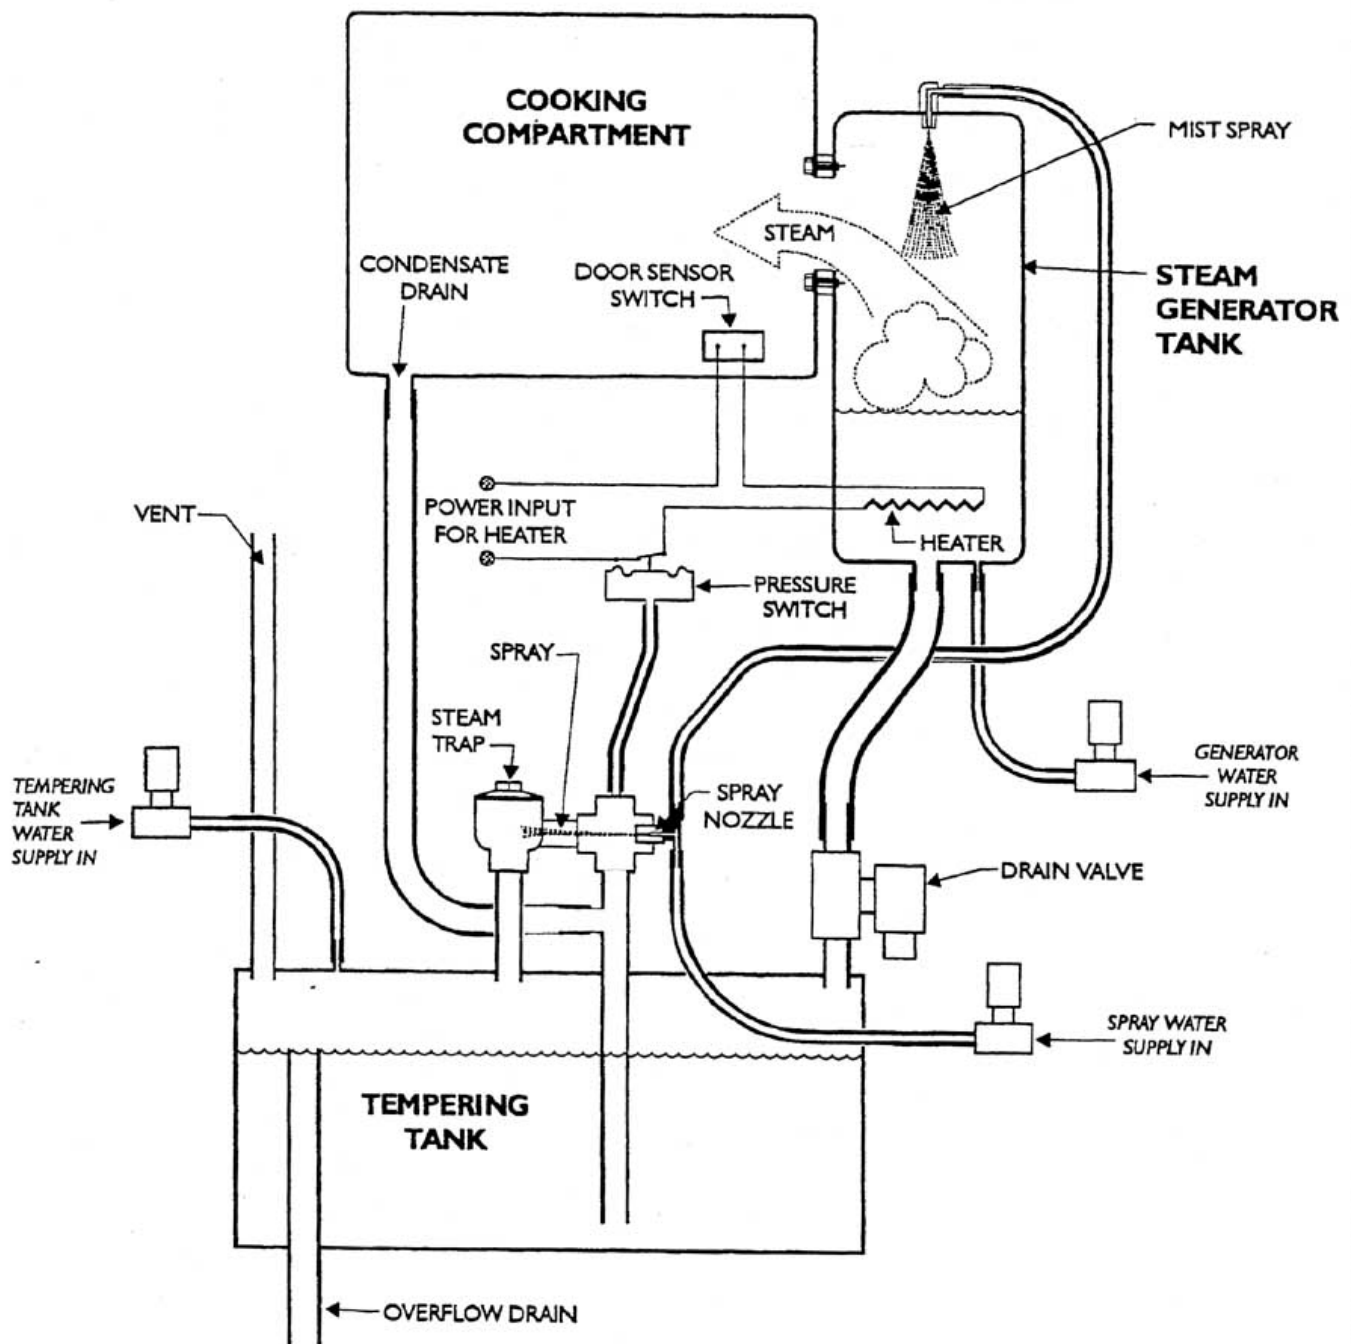 COOKING
COMPARTMENT
MIST SPRAY
STEAM
CONDENSATE
DRAIN
DOOR SENSOR
SWITCH
STEAM
GENERATOR
TANK
VENT
POWER INPUT
FOR HEATER
HEATER
PRESSURE
SWITCH
SPRAY
STEAM
TRAP
TEMPERING
TANK
WATER
SUPPLY IN
SPRAY
NOZZLE
GENERATOR
WATER
SUPPLY IN
DRAIN VALVE
SPRAY WATER
SUPPLY IN
TEMPERING
TANK
OVERFLOW DRAIN